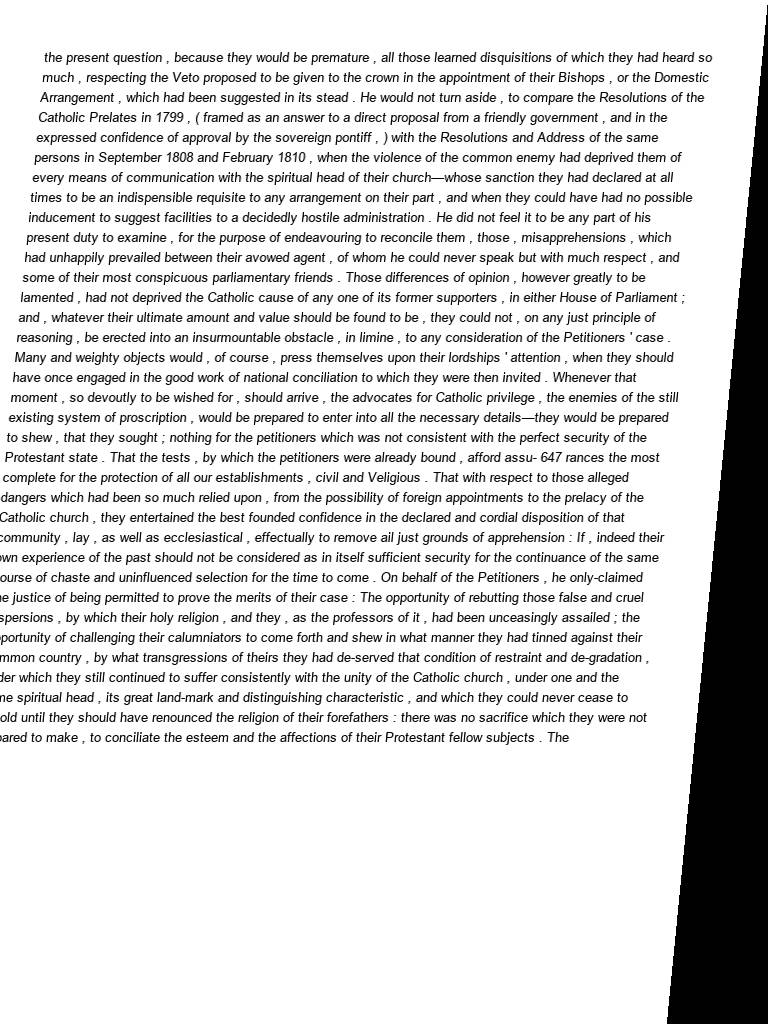 the present question , because they would be premature , all those learned disquisitions of which they had heard so
much , respecting the Veto proposed to be given to the crown in the appointment of their Bishops , or the Domestic
Arrangement , which had been suggested in its stead . He would not turn aside , to compare the Resolutions of the
Catholic Prelates in 1799 , ( framed as an answer to a direct proposal from a friendly government , and in the
expressed confidence of approval by the sovereign pontiff , ) with the Resolutions and Address of the same
persons in September 1808 and February 1810 , when the violence of the common enemy had deprived them of
every means of communication with the spiritual head of their church—whose sanction they had declared at all
times to be an indispensible requisite to any arrangement on their part , and when they could have had no possible
inducement to suggest facilities to a decidedly hostile administration . He did not feel it to be any part of his
present duty to examine , for the purpose of endeavouring to reconcile them , those , misapprehensions , which
had unhappily prevailed between their avowed agent , of whom he could never speak but with much respect , and
some of their most conspicuous parliamentary friends . Those differences of opinion , however greatly to be
lamented , had not deprived the Catholic cause of any one of its former supporters , in either House of Parliament ;
and , whatever their ultimate amount and value should be found to be , they could not , on any just principle of
reasoning , be erected into an insurmountable obstacle , in limine , to any consideration of the Petitioners ' case .
Many and weighty objects would , of course , press themselves upon their lordships ' attention , when they should
have once engaged in the good work of national conciliation to which they were then invited . Whenever that
moment , so devoutly to be wished for , should arrive , the advocates for Catholic privilege , the enemies of the still
existing system of proscription , would be prepared to enter into all the necessary details—they would be prepared
to shew , that they sought ; nothing for the petitioners which was not consistent with the perfect security of the
Protestant state . That the tests , by which the petitioners were already bound , afford assu- 647 rances the most
complete for the protection of all our establishments , civil and Veligious . That with respect to those alleged
dangers which had been so much relied upon , from the possibility of foreign appointments to the prelacy of the
Catholic church , they entertained the best founded confidence in the declared and cordial disposition of that
community , lay , as well as ecclesiastical , effectually to remove ail just grounds of apprehension : If , indeed their
own experience of the past should not be considered as in itself sufficient security for the continuance of the same
ourse of chaste and uninfluenced selection for the time to come . On behalf of the Petitioners , he only-claimed
e justice of being permitted to prove the merits of their case : The opportunity of rebutting those false and cruel
spersions , by which their holy religion , and they , as the professors of it , had been unceasingly assailed ; the
portunity of challenging their calumniators to come forth and shew in what manner they had tinned against their
mmon country , by what transgressions of theirs they had de-served that condition of restraint and de-gradation ,
der which they still continued to suffer consistently with the unity of the Catholic church , under one and the
me spiritual head , its great land-mark and distinguishing characteristic , and which they could never cease to
old until they should have renounced the religion of their forefathers : there was no sacrifice which they were not
pared to make , to conciliate the esteem and the affections of their Protestant fellow subjects . The